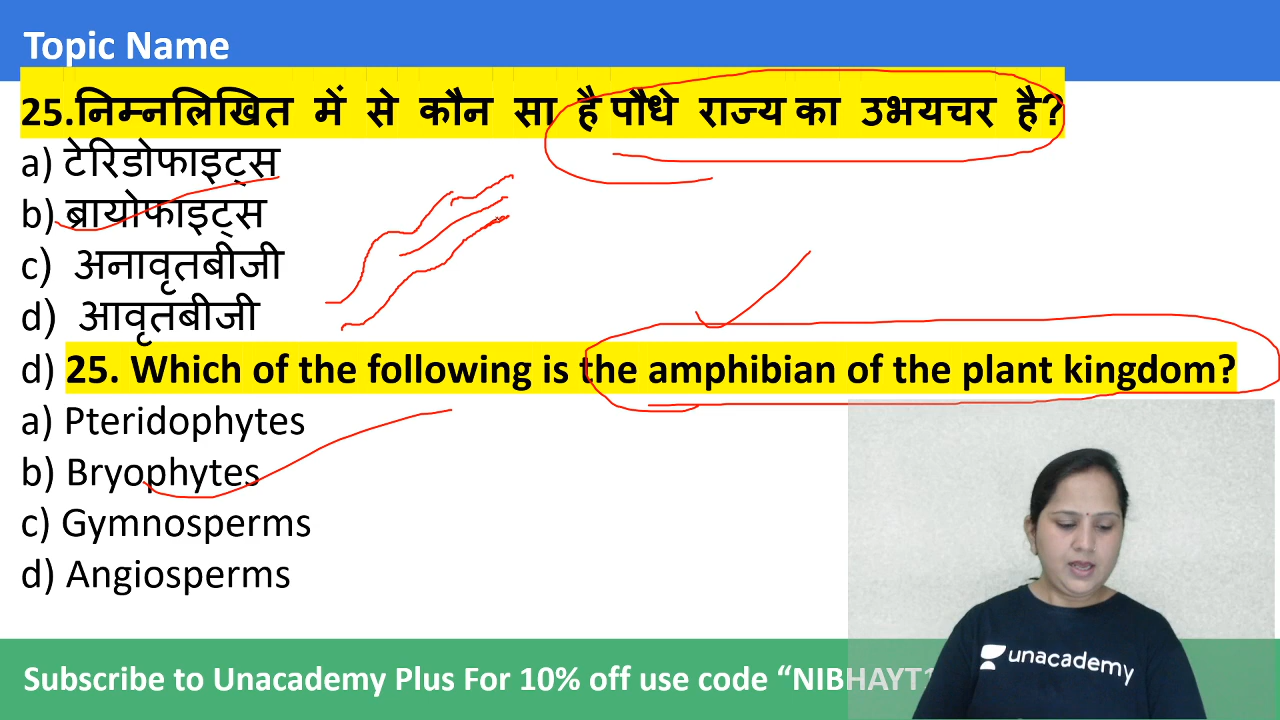 Topic Name
25.निम्नलिखित में से कौन सा है पौधे राज्य का उभयचर है?
a) टेरिडोफाइट्स
b) ब्रायोफाइट्स
c) अनावृतबीजी
d) आवृतबीजी
d) 25. Which of the following is the amphibian of the plant kingdom?
a) Pteridophytes
b) Bryophytes
c) Gymnosperms
d) Angiosperms
unacademy
Subscribe to Unacademy Plus For 10% off use code “NIBHAYT1